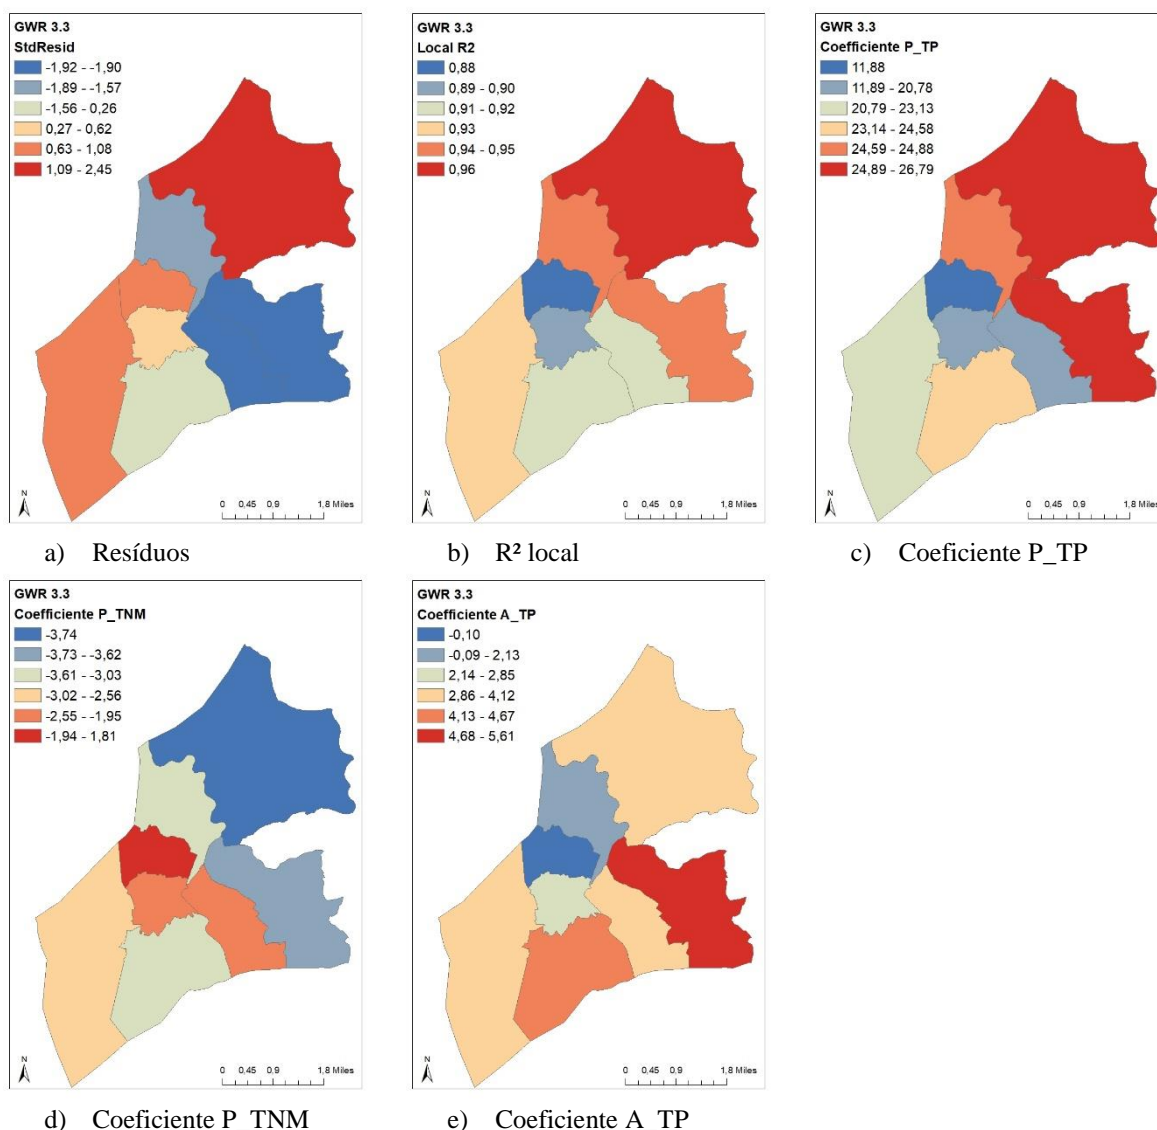 GWR 3.3
StdResid
-1,92 - -1,90
-1,89 - -1,57
-1,56 - 0,26
0,27 - 0,62
0,63 - 1,08
1,09 - 2,45
N
0 0,45 0,9 1,8 Miles
a) Resíduos
GWR 3.3
Local R2
0,88
0,89 - 0,90
0,91 - 0,92
0,93
0,94 - 0,95
0,96
N
0 0,45 0,9 1,8 Miles
b) R² local
GWR 3.3
Coefficiente P_TP
11,88
11,89 - 20,78
20,79 - 23,13
23,14 - 24,58
24,59 - 24,88
24,89 - 26,79
N
0 0,45 0,9 1,8 Miles
c) Coeficiente P_TP
GWR 3.3
Coefficiente P_TNM
-3,74
-3,73 - -3,62
-3,61 - -3,03
-3,02 - -2,56
-2,55 - -1,95
-1,94 - 1,81
N
0 0,45 0,9 1,8 Miles
d) Coeficiente P_TNM
GWR 3.3
Coefficiente A_TP
-0,10
-0,09 - 2,13
2,14 - 2,85
2,86 - 4,12
4,13 - 4,67
4,68 - 5,61
N
0 0,45 0,9 1,8 Miles
e) Coeficiente A_TP